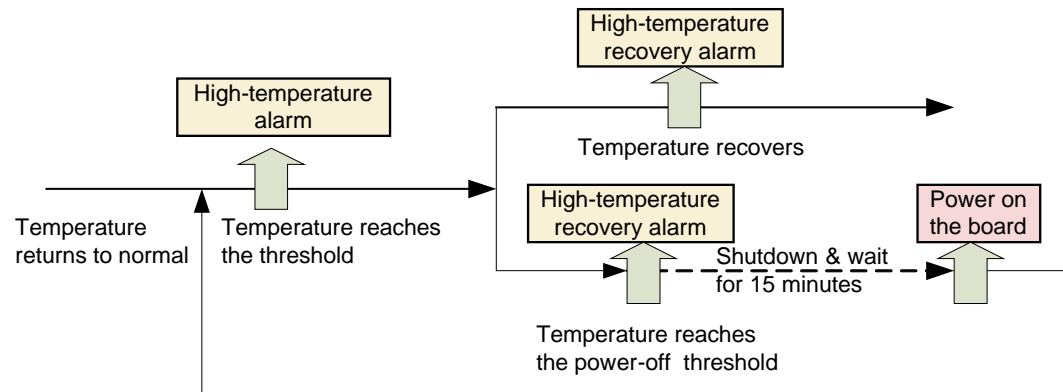 High-temperature
recovery alarm
High-temperature
alarm
Temperature recovers
Temperature
returns to normal
Temperature reaches
the threshold
High-temperature
recovery alarm
Power on
the board
Shutdown & wait
for 15 minutes
Temperature reaches
the power-off threshold